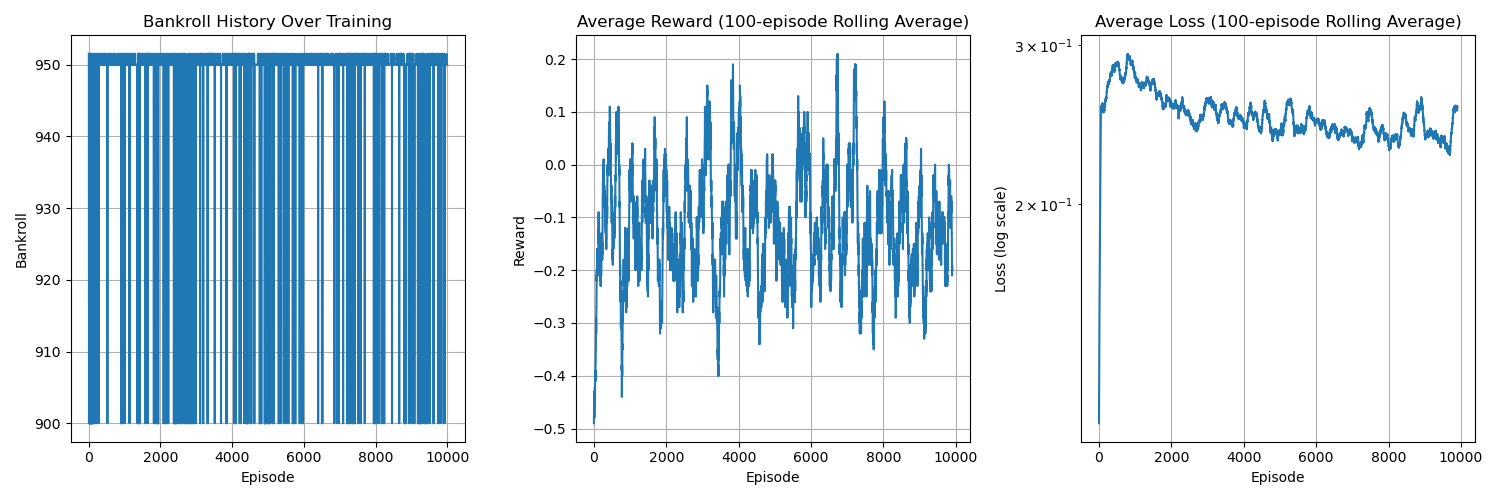 Bankroll History Over Training
950
940
930
920
910
900
Bankroll
0
2000
4000
6000
8000
10000
Episode
Average Reward (100-episode Rolling Average)
0.2
0.1
0.0
−0.1
−0.2
−0.3
−0.4
−0.5
Reward
0
2000
4000
6000
8000
10000
Episode
Average Loss (100-episode Rolling Average)
3 × 10⁻¹
2 × 10⁻¹
Loss (log scale)
0
2000
4000
6000
8000
10000
Episode